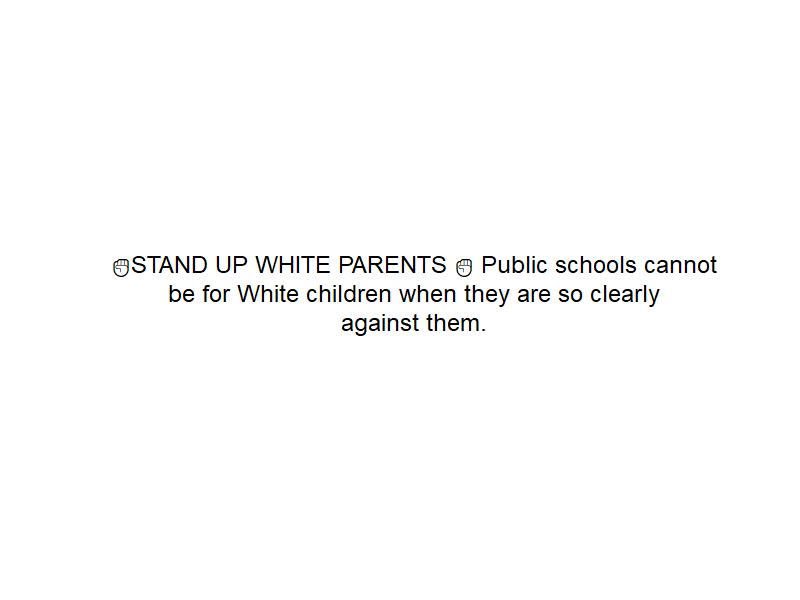 ✊STAND UP WHITE PARENTS ✊ Public schools cannot
be for White children when they are so clearly
against them.